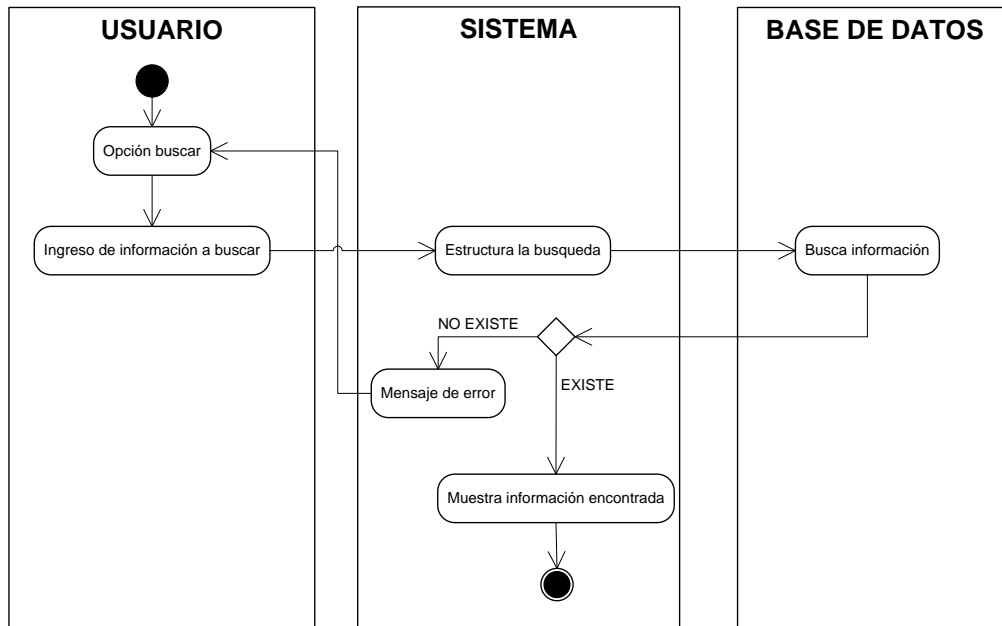 USUARIO
SISTEMA
BASE DE DATOS
Opción buscar
Ingreso de información a buscar
Estructura la busqueda
Busca información
NO EXISTE
EXISTE
Mensaje de error
Muestra información encontrada